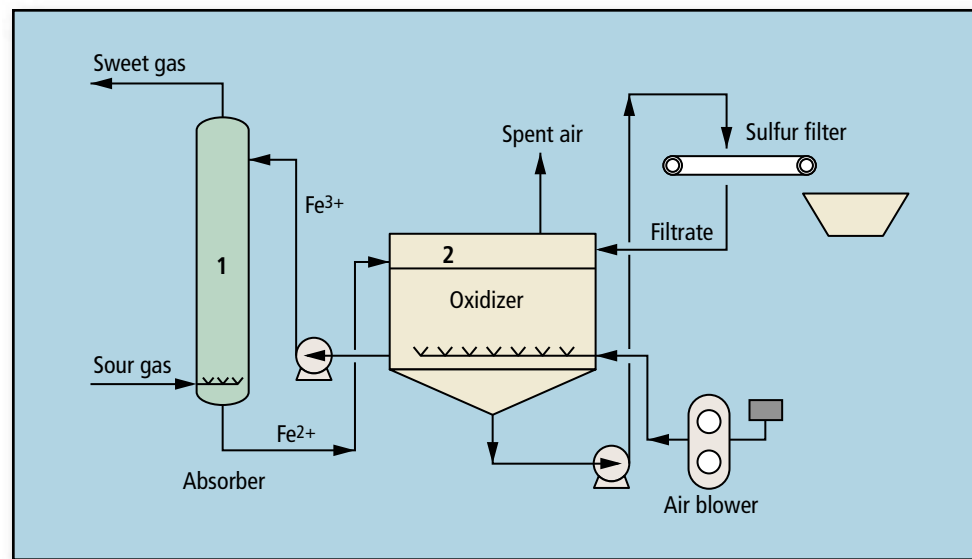 Sweet gas
Spent air
Sulfur filter
Fe³⁺
Filtrate
1
2
Oxidizer
Sour gas
Fe²⁺
Absorber
Air blower